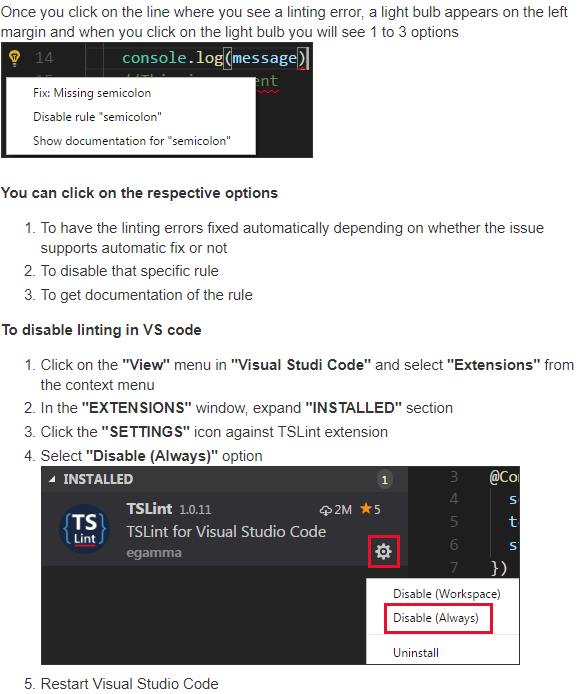 Once you click on the line where you see a linting error, a light bulb appears on the left
margin and when you click on the light bulb you will see 1 to 3 options
14 console.log(message)
ent
Fix: Missing semicolon
Disable rule "semicolon"
Show documentation for "semicolon"
You can click on the respective options
1. To have the linting errors fixed automatically depending on whether the issue
supports automatic fix or not
2. To disable that specific rule
3. To get documentation of the rule
To disable linting in VS code
1. Click on the "View" menu in "Visual Studi Code" and select "Extensions" from
the context menu
2. In the "EXTENSIONS" window, expand "INSTALLED" section
3. Click the "SETTINGS" icon against TSLint extension
4. Select "Disable (Always)" option
INSTALLED 1
{TS}
Lint
TSLint 1.0.11 2M ★5
TSLint for Visual Studio Code
egamma
3 @Co
4 s
5 t
6 s
7 })
Disable (Workspace)
Disable (Always)
Uninstall
5. Restart Visual Studio Code